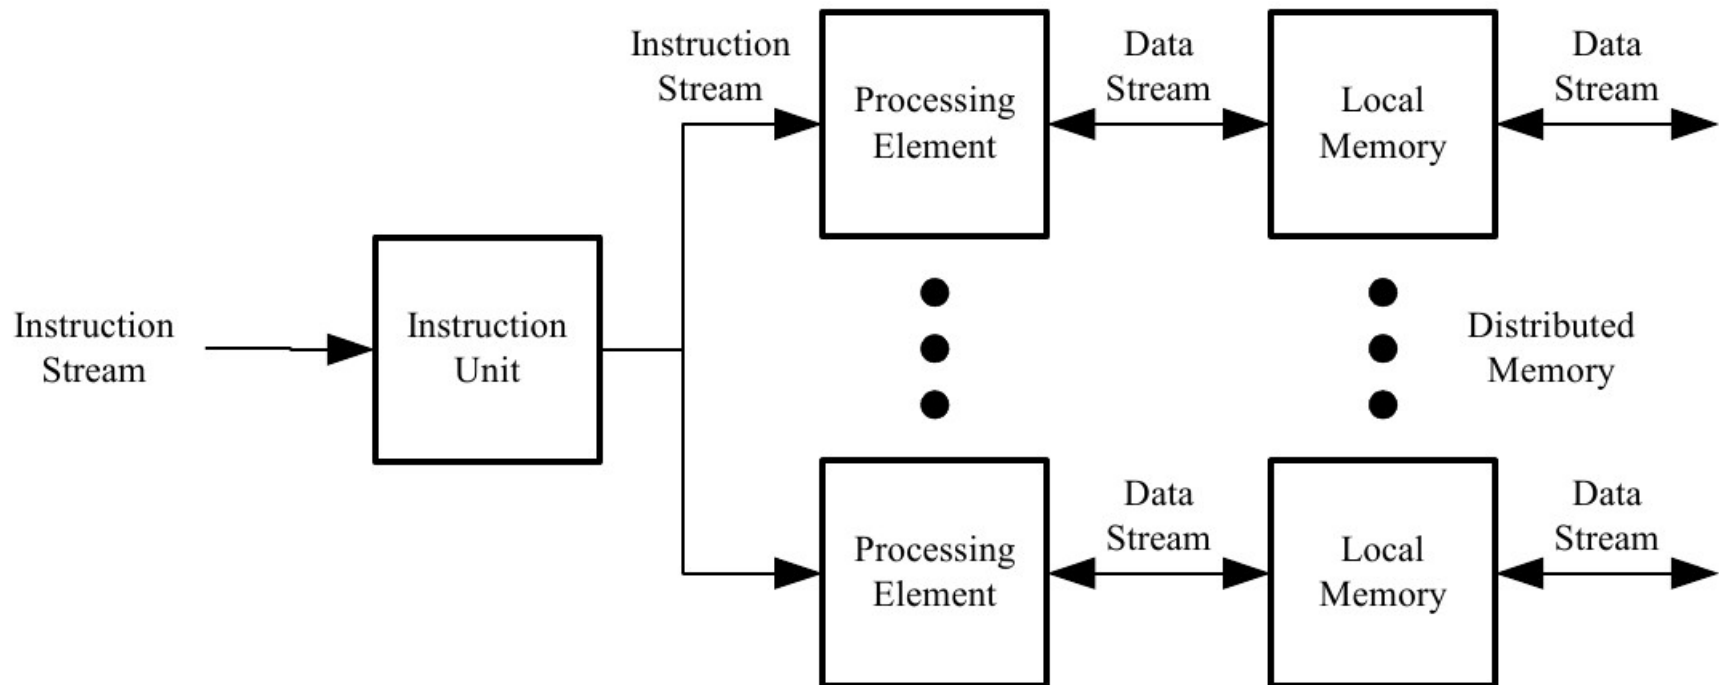 Instruction
Stream
Processing
Element
Data
Stream
Local
Memory
Data
Stream
Instruction
Stream
Instruction
Unit
Distributed
Memory
Processing
Element
Data
Stream
Local
Memory
Data
Stream